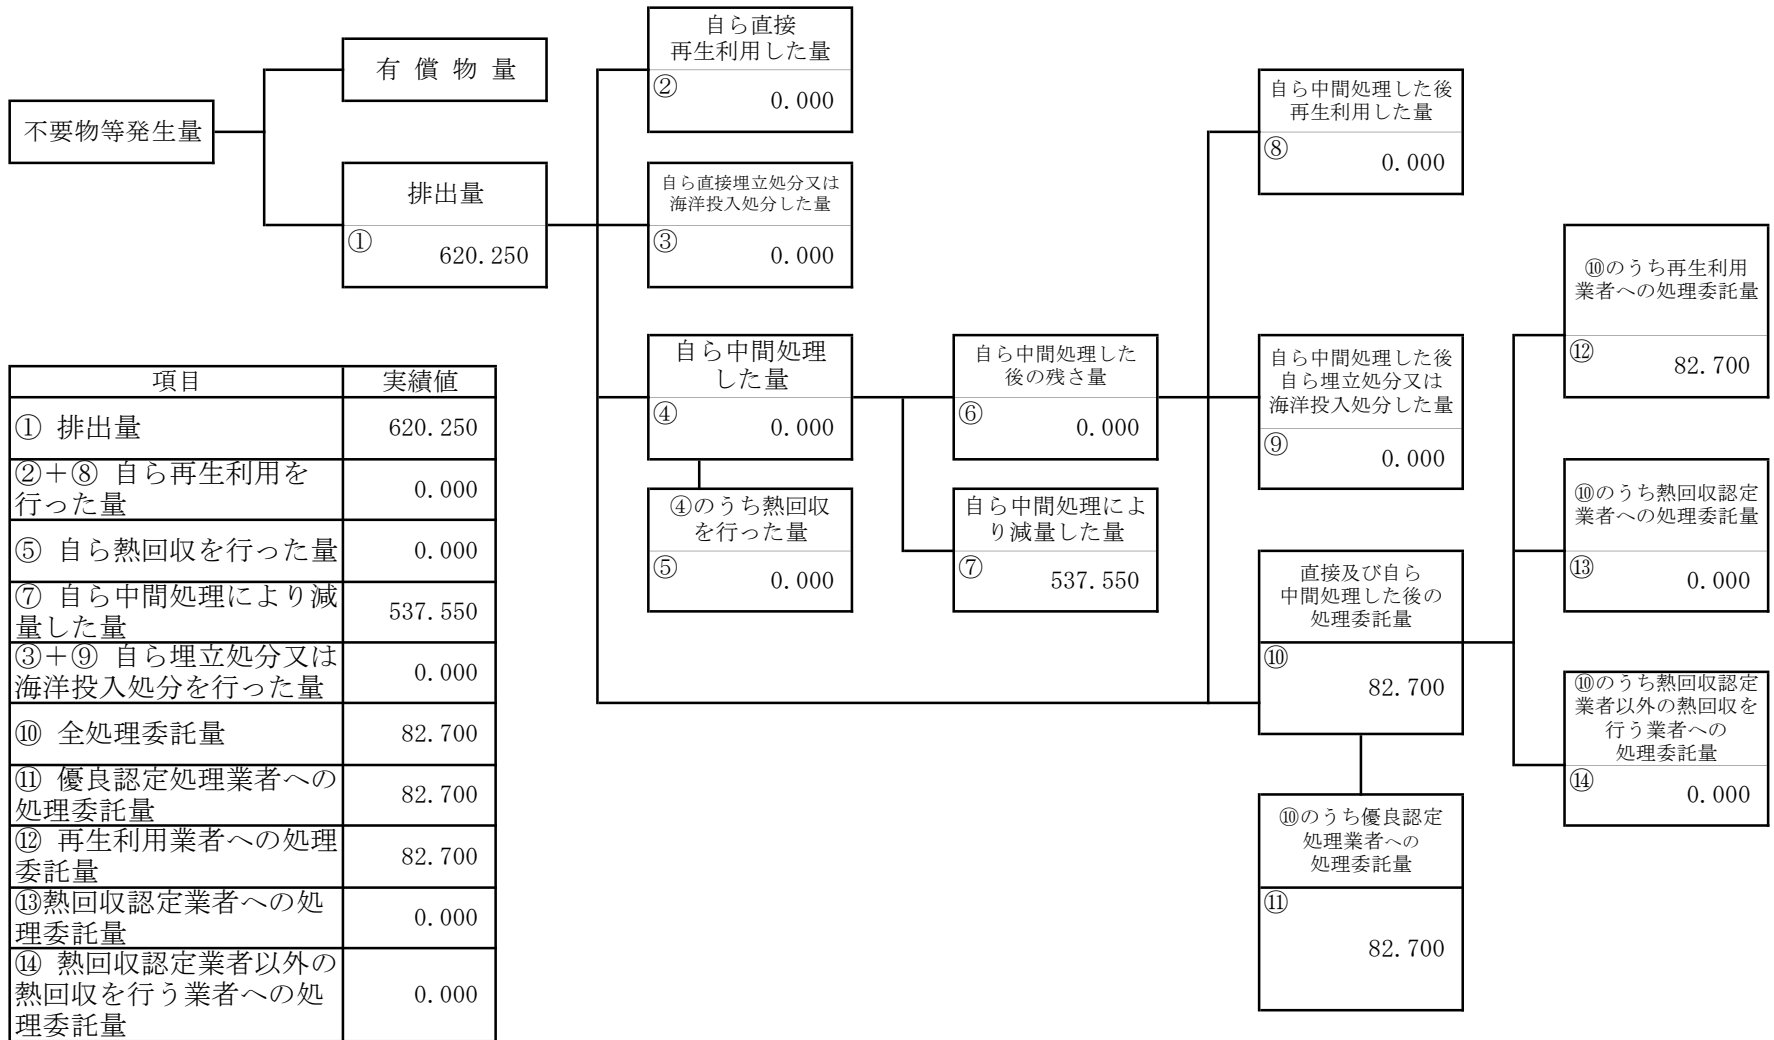 不要物等発生量
有 償 物 量
排出量
①
620.250
自ら直接
再生利用した量
②
0.000
自ら直接埋立処分又は
海洋投入処分した量
③
0.000
自ら中間処理
した量
④
0.000
④のうち熱回収
を行った量
⑤
0.000
自ら中間処理した
後の残さ量
⑥
0.000
自ら中間処理によ
り減量した量
⑦
537.550
自ら中間処理した後
再生利用した量
⑧
0.000
自ら中間処理した後
自ら埋立処分又は
海洋投入処分した量
⑨
0.000
直接及び自ら
中間処理した後の
処理委託量
⑩
82.700
⑩のうち優良認定
処理業者への
処理委託量
⑪
82.700
⑩のうち再生利用
業者への処理委託量
⑫
82.700
⑩のうち熱回収認定
業者への処理委託量
⑬
0.000
⑩のうち熱回収認定
業者以外の熱回収を
行う業者への
処理委託量
⑭
0.000
項目 実績値
① 排出量 620.250
②＋⑧ 自ら再生利用を
行った量 0.000
⑤ 自ら熱回収を行った量 0.000
⑦ 自ら中間処理により減
量した量 537.550
③＋⑨ 自ら埋立処分又は
海洋投入処分を行った量 0.000
⑩ 全処理委託量 82.700
⑪ 優良認定処理業者への
処理委託量 82.700
⑫ 再生利用業者への処理
委託量 82.700
⑬熱回収認定業者への処
理委託量 0.000
⑭ 熱回収認定業者以外の
熱回収を行う業者への処
理委託量 0.000